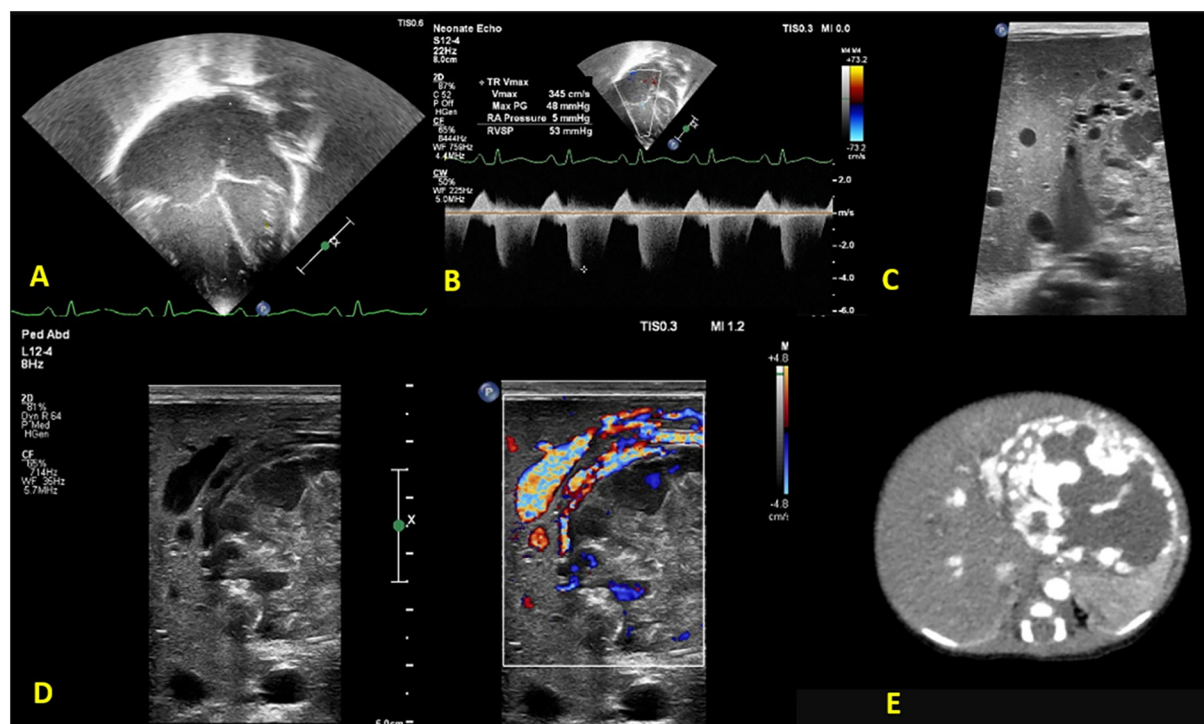 TIS0.6
A
Neonate Echo
S12-4
22Hz
8.0cm
2D
87%
C 52
P Off
HGen
CF
65%
8444Hz
WF 759Hz
4.4MHz
CW
50%
WF 225Hz
5.0MHz
TR Vmax
Vmax 345 cm/s
Max PG 48 mmHg
RA Pressure 5 mmHg
RVSP 53 mmHg
TIS0.3 MI 0.0
M4 M4
+73.2
-73.2
cm/s
2.0
m/s
-2.0
-4.0
-6.0
B
P
C
Ped Abd
L12-4
8Hz
2D
81%
Dyn R 64
P Med
HGen
CF
65%
714Hz
WF 35Hz
5.7MHz
X
TIS0.3 MI 1.2
M
+4.8
-4.8
cm/s
P
D
E